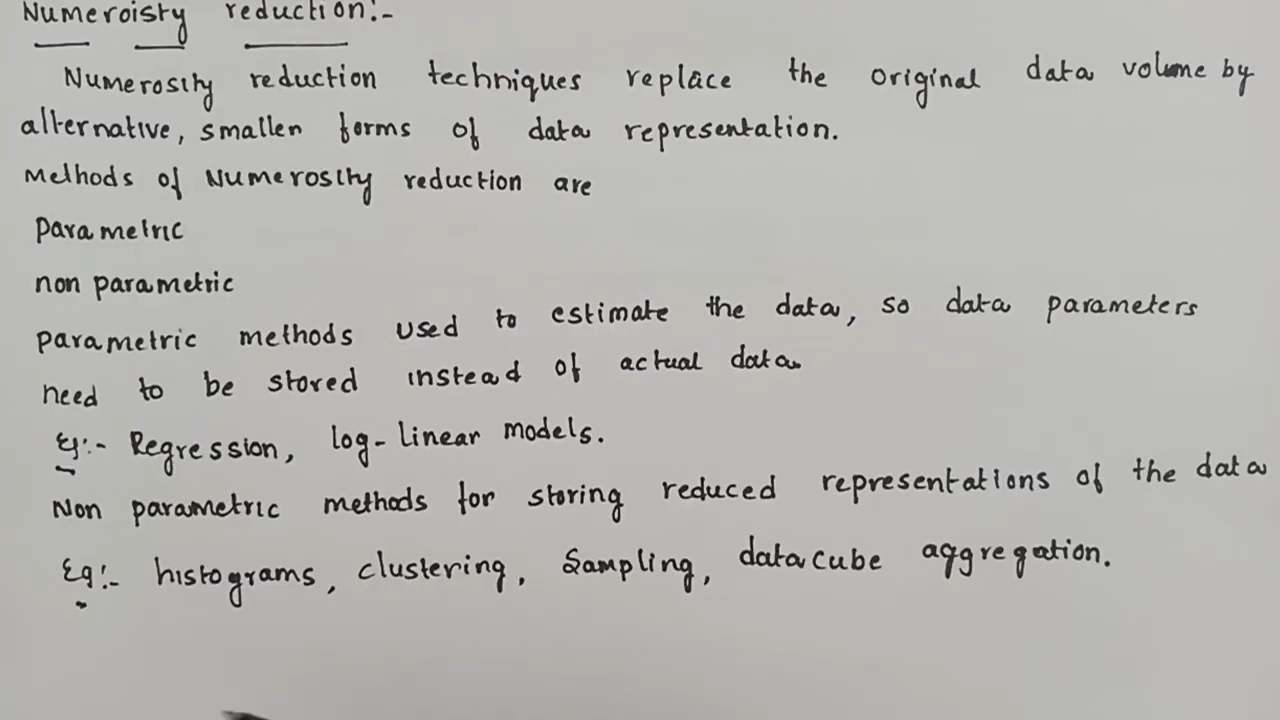 Numeroisty reduction:-
Numerosity reduction techniques replace the original data volume by
alternative, smaller forms of data representation.
Methods of Numerosity reduction are
parametric
non parametric
parametric methods used to estimate the data, so data parameters
need to be stored instead of actual data
Eg:- Regression, log-linear models.
Non parametric methods for storing reduced representations of the data
Eg:- histograms, clustering, Sampling, data cube aggregation.